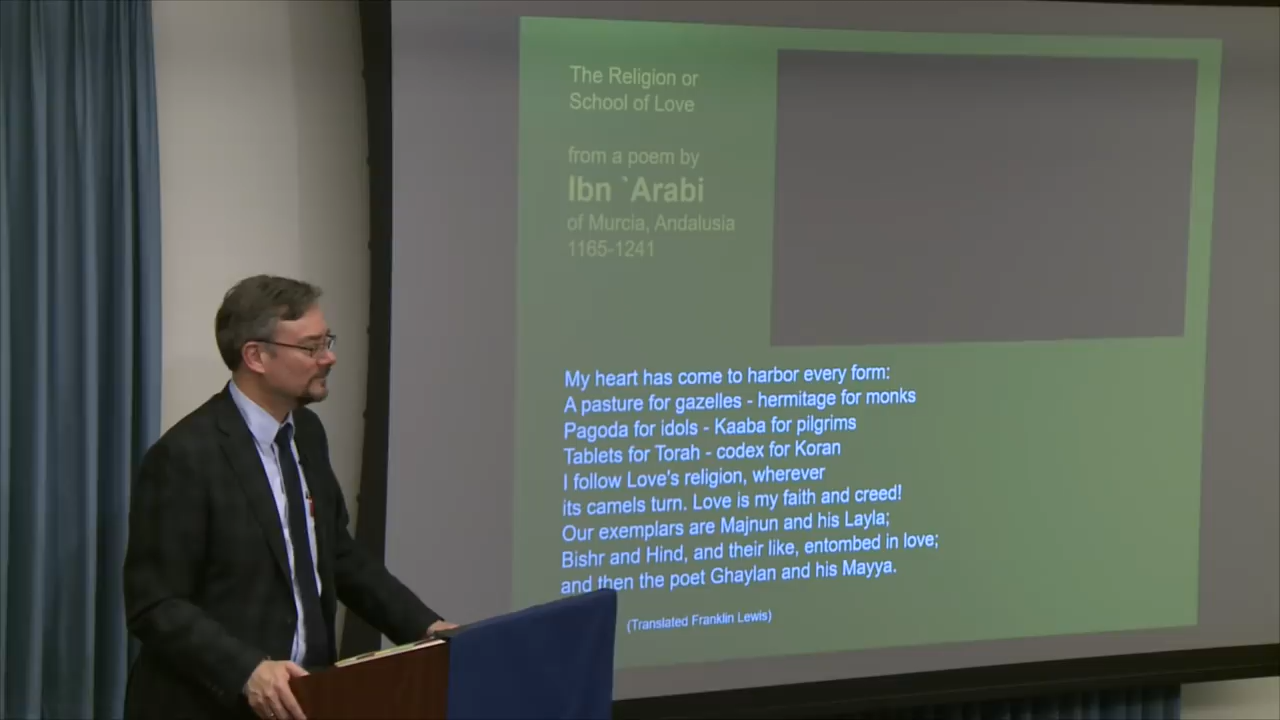 The Religion or
School of Love
from a poem by
Ibn `Arabi
of Murcia, Andalusia
1165-1241
My heart has come to harbor every form:
A pasture for gazelles - hermitage for monks
Pagoda for idols - Kaaba for pilgrims
Tablets for Torah - codex for Koran
I follow Love's religion, wherever
its camels turn. Love is my faith and creed!
Our exemplars are Majnun and his Layla;
Bishr and Hind, and their like, entombed in love;
and then the poet Ghaylan and his Mayya.
(Translated Franklin Lewis)